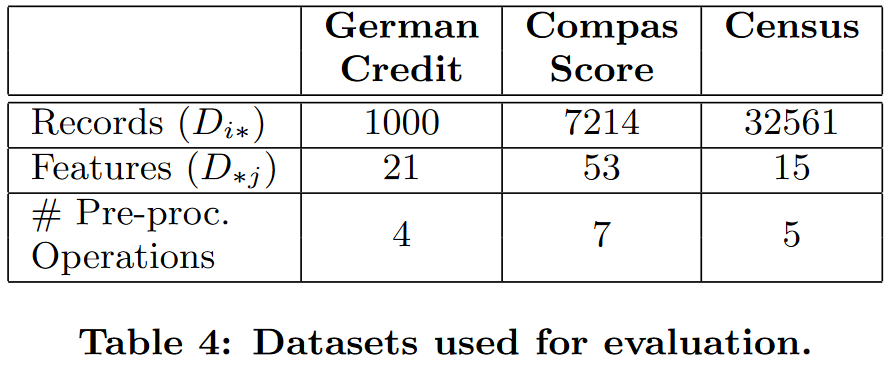 German Compas Census
Credit Score
Records (D_{i*}) 1000 7214 32561
Features (D_{*j}) 21 53 15
# Pre-proc.
Operations 4 7 5
Table 4: Datasets used for evaluation.